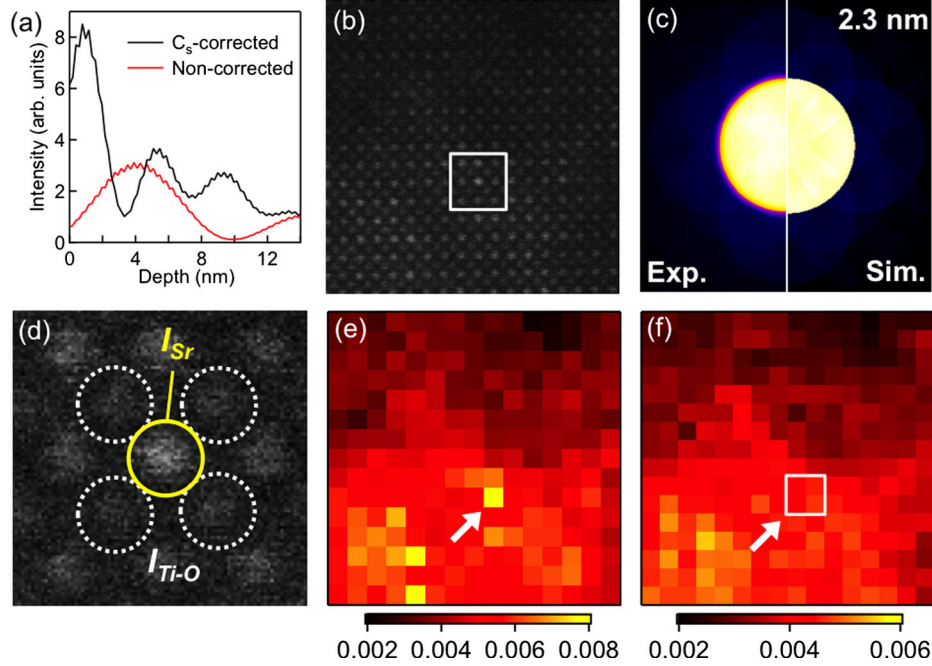 (a)
8
6
4
2
0
0
4
8
12
Intensity (arb. units)
Depth (nm)
Cs-corrected
Non-corrected
(b)
(c)
2.3 nm
Exp.
Sim.
(d)
ISr
ITi-O
(e)
(f)
0.002 0.004 0.006 0.008
0.002 0.004 0.006